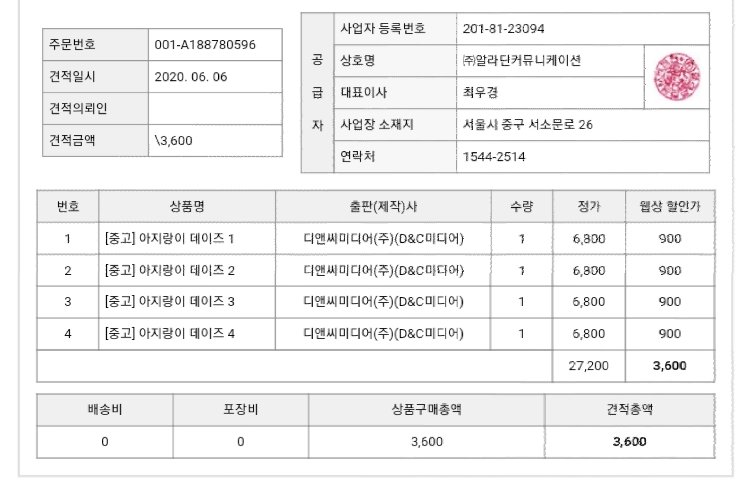 주문번호 001-A188780596
견적일시 2020. 06. 06
견적의뢰인
견적금액 \3,600
공급자
사업자 등록번호 201-81-23094
상호명 ㈜알라딘커뮤니케이션
대표이사 최우경
사업장 소재지 서울시 중구 서소문로 26
연락처 1544-2514
번호 상품명 출판(제작)사 수량 정가 웹상 할인가
1 [중고] 아지랑이 데이즈 1 디앤씨미디어(주)(D&C미디어) 1 6,800 900
2 [중고] 아지랑이 데이즈 2 디앤씨미디어(주)(D&C미디어) 1 6,800 900
3 [중고] 아지랑이 데이즈 3 디앤씨미디어(주)(D&C미디어) 1 6,800 900
4 [중고] 아지랑이 데이즈 4 디앤씨미디어(주)(D&C미디어) 1 6,800 900
27,200 3,600
배송비 포장비 상품구매총액 견적총액
0 0 3,600 3,600